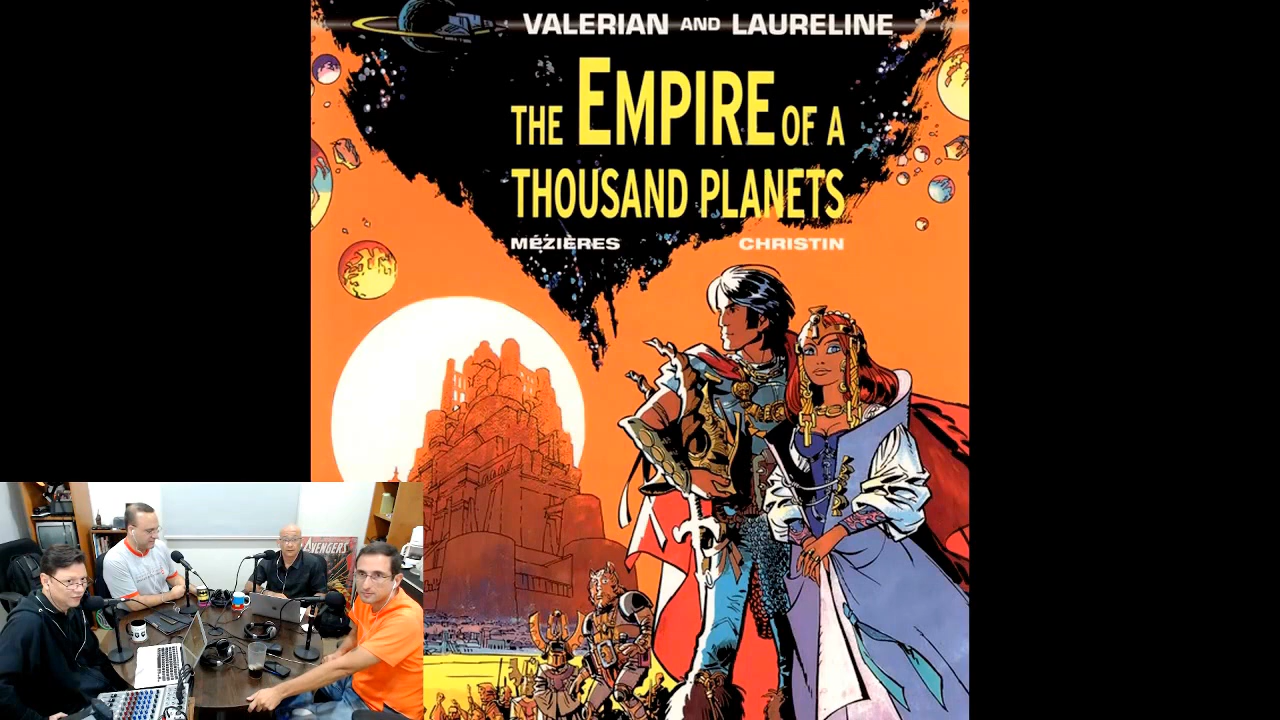 VALERIAN AND LAURELINE
THE EMPIRE OF A
THOUSAND PLANETS
MÉZIÈRES CHRISTIN
AVENGERS